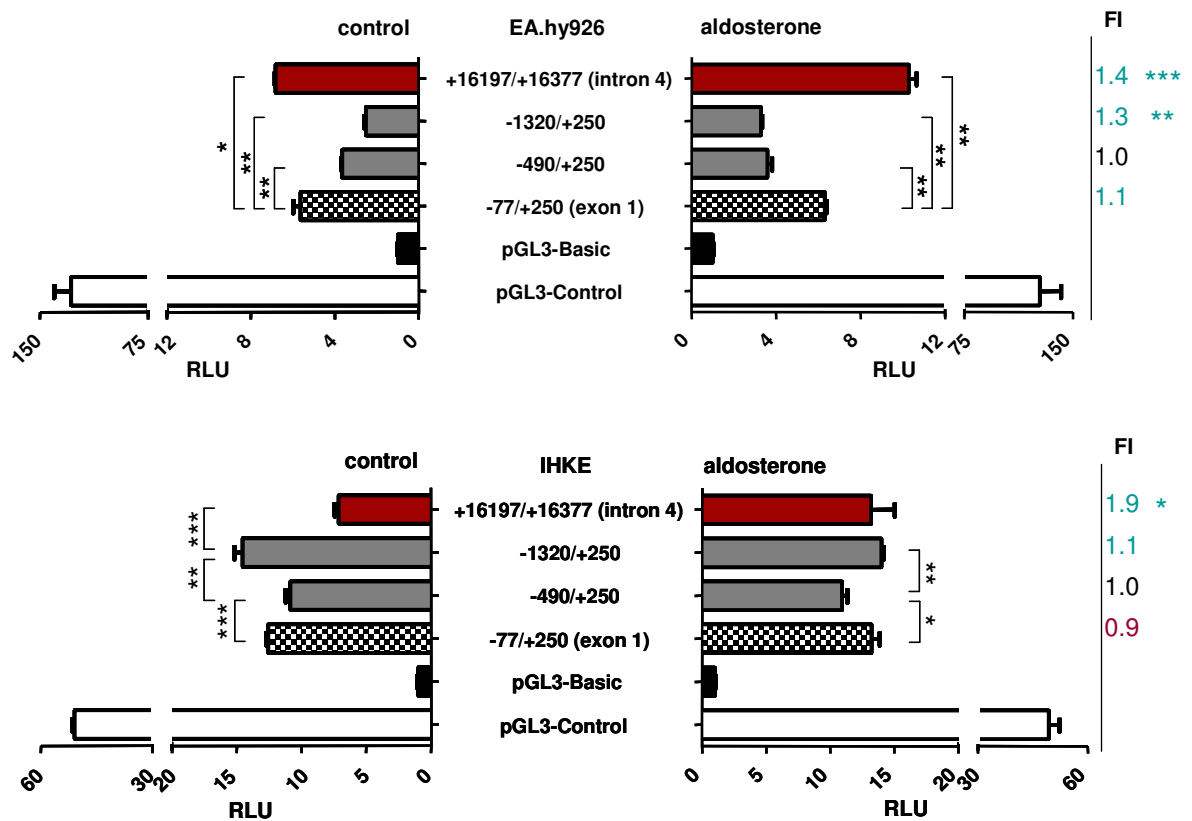 control EA.hy926 aldosterone FI
+16197/+16377 (intron 4) 1.4 ***
-1320/+250 1.3 **
-490/+250 1.0
-77/+250 (exon 1) 1.1
pGL3-Basic
pGL3-Control
* ** ** ** ** **
150 75 12 8 4 0 0 4 8 12 75 150
RLU RLU
control IHKE aldosterone FI
+16197/+16377 (intron 4) 1.9 *
-1320/+250 1.1
-490/+250 1.0
-77/+250 (exon 1) 0.9
pGL3-Basic
pGL3-Control
*** ** *** ** *
60 30 20 15 10 5 0 0 5 10 15 20 30 60
RLU RLU